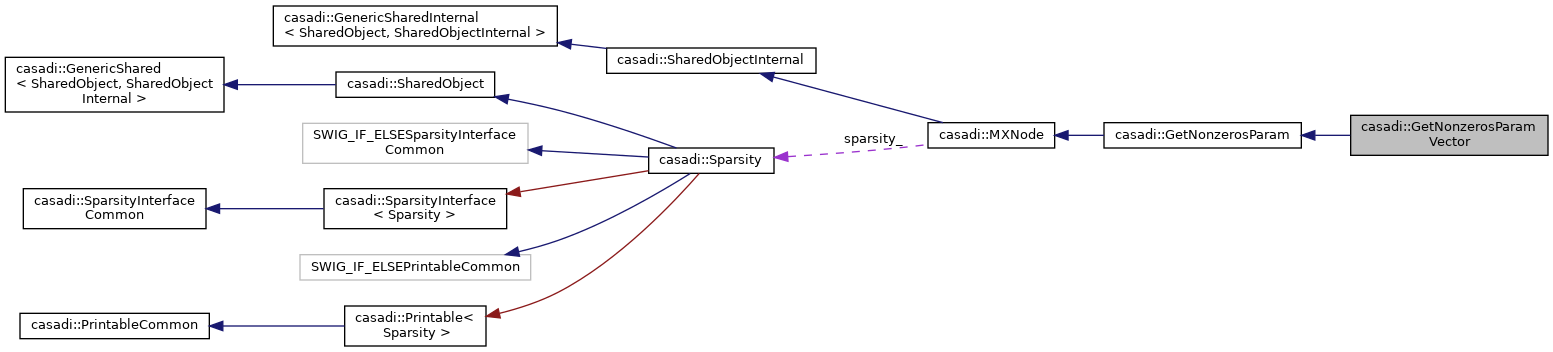 casadi::GenericSharedInternal
< SharedObject, SharedObjectInternal >
casadi::SharedObjectInternal
casadi::GenericShared
< SharedObject, SharedObject
Internal >
casadi::SharedObject
SWIG_IF_ELSESparsityInterface
Common
casadi::MXNode
casadi::GetNonzerosParam
casadi::GetNonzerosParam
Vector
sparsity_
casadi::Sparsity
casadi::SparsityInterface
Common
casadi::SparsityInterface
< Sparsity >
SWIG_IF_ELSEPrintableCommon
casadi::PrintableCommon
casadi::Printable<
Sparsity >